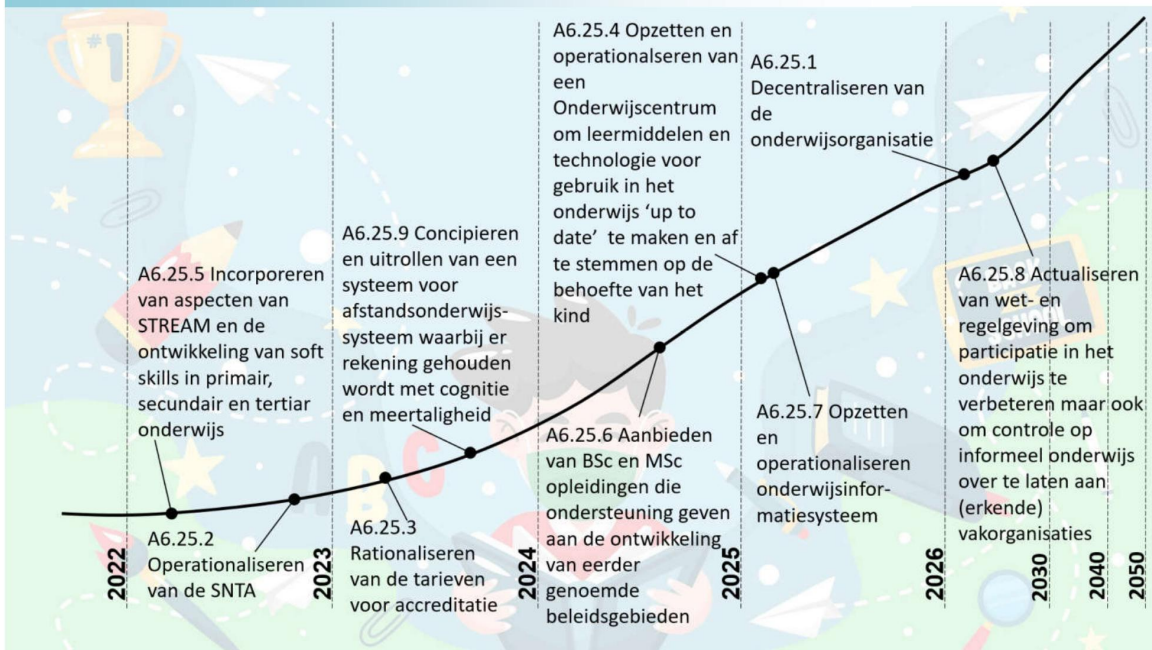 #1
A6.25.5 Incorporeren
van aspecten van
STREAM en de
ontwikkeling van soft
skills in primair,
secundair en tertiar
onderwijs
A6.25.2
Operationaliseren
van de SNTA
A6.25.9 Concipieren
en uitrollen van een
systeem voor
afstandsonderwijs-
systeem waarbij er
rekening gehouden
wordt met cognitie
en meertaligheid
A6.25.3
Rationaliseren
van de tarieven
voor accreditatie
A6.25.4 Opzetten en
operationalseren van
een
Onderwijscentrum
om leermiddelen en
technologie voor
gebruik in het
onderwijs ‘up to
date’ te maken en af
te stemmen op de
behoefte van het
kind
A6.25.6 Aanbieden
van BSc en MSc
opleidingen die
ondersteuning geven
aan de ontwikkeling
van eerder
genoemde
beleidsgebieden
A6.25.1
Decentraliseren van
de
onderwijsorganisatie
A6.25.7 Opzetten
en
operationaliseren
onderwijsinfor-
matiesysteem
A6.25.8 Actualiseren
van wet- en
regelgeving om
participatie in het
onderwijs te
verbeteren maar ook
om controle op
informeel onderwijs
over te laten aan
(erkende)
vakorganisaties
BACK
SCHOOL
A B C
2022
2023
2024
2025
2026
2030
2040
2050